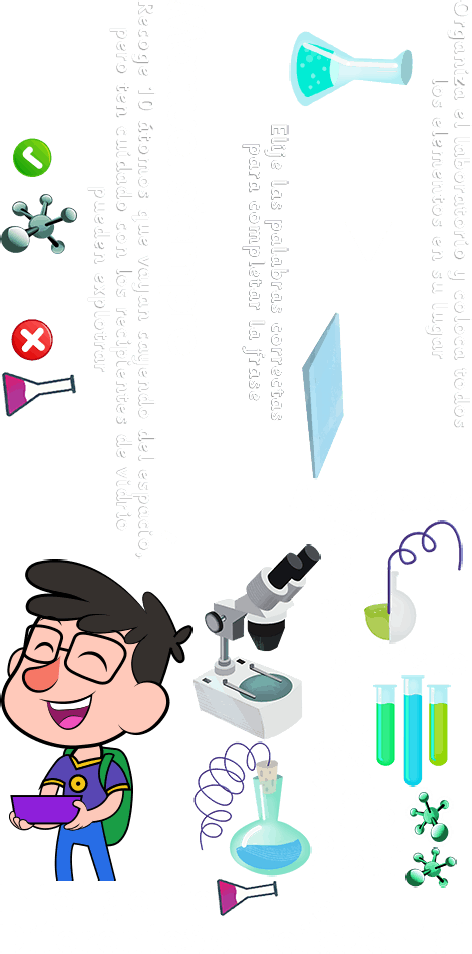 Organiza el laboratorio y coloca todos
los elementos en su lugar
Elije las palabras correctas
para completar la frase
Recoge 10 átomos que vayan cayendo del espacio,
pero ten cuidado con los recipientes de vidrio
pueden explotar